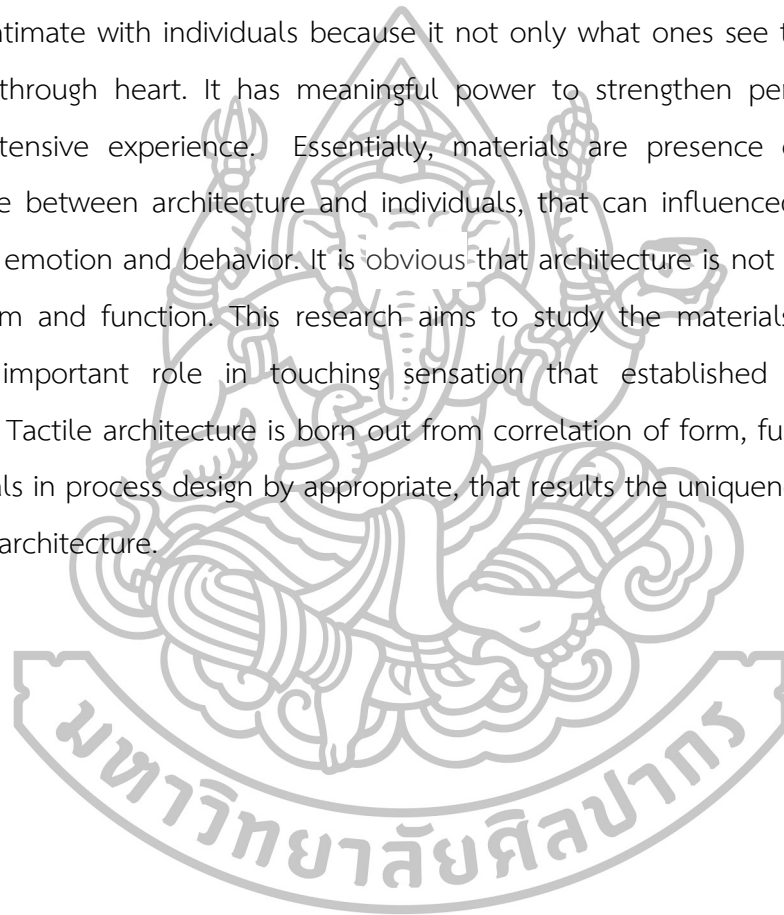 ntimate with individuals because it not only what ones see t
through heart. It has meaningful power to strengthen per
tensive experience. Essentially, materials are presence
e between architecture and individuals, that can influenced
emotion and behavior. It is obvious that architecture is not
m and function. This research aims to study the materials
important role in touching sensation that established
Tactile architecture is born out from correlation of form, fu
ls in process design by appropriate, that results the uniquen
architecture.
มหาวิทยาลัยศิลปากร